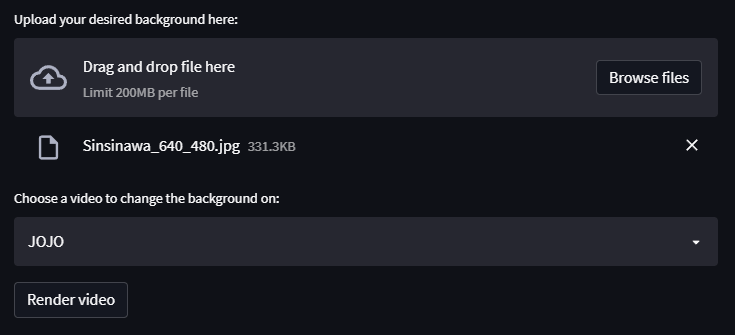 Upload your desired background here:
Drag and drop file here
Limit 200MB per file
Browse files
Sinsinawa_640_480.jpg 331.3KB
Choose a video to change the background on:
JOJO
Render video